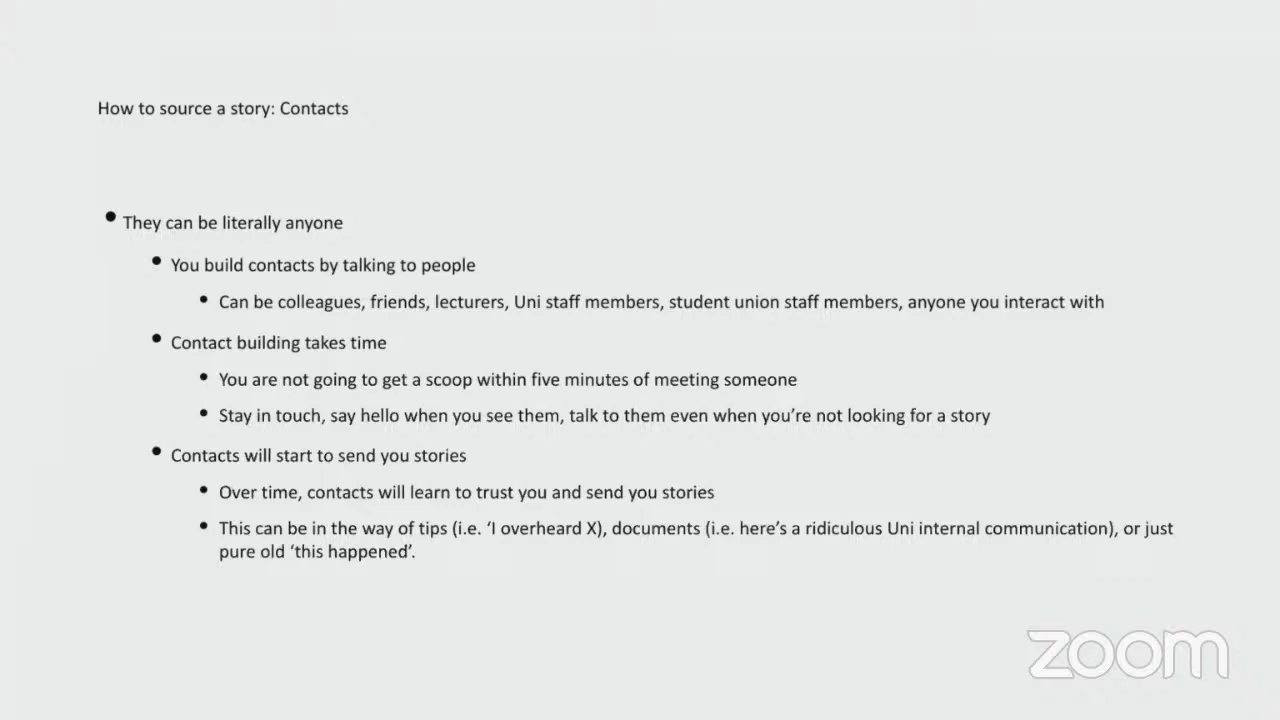 How to source a story: Contacts
• They can be literally anyone
• You build contacts by talking to people
• Can be colleagues, friends, lecturers, Uni staff members, student union staff members, anyone you interact with
• Contact building takes time
• You are not going to get a scoop within five minutes of meeting someone
• Stay in touch, say hello when you see them, talk to them even when you’re not looking for a story
• Contacts will start to send you stories
• Over time, contacts will learn to trust you and send you stories
• This can be in the way of tips (i.e. ‘I overheard X), documents (i.e. here’s a ridiculous Uni internal communication), or just
pure old ‘this happened’.
zoom